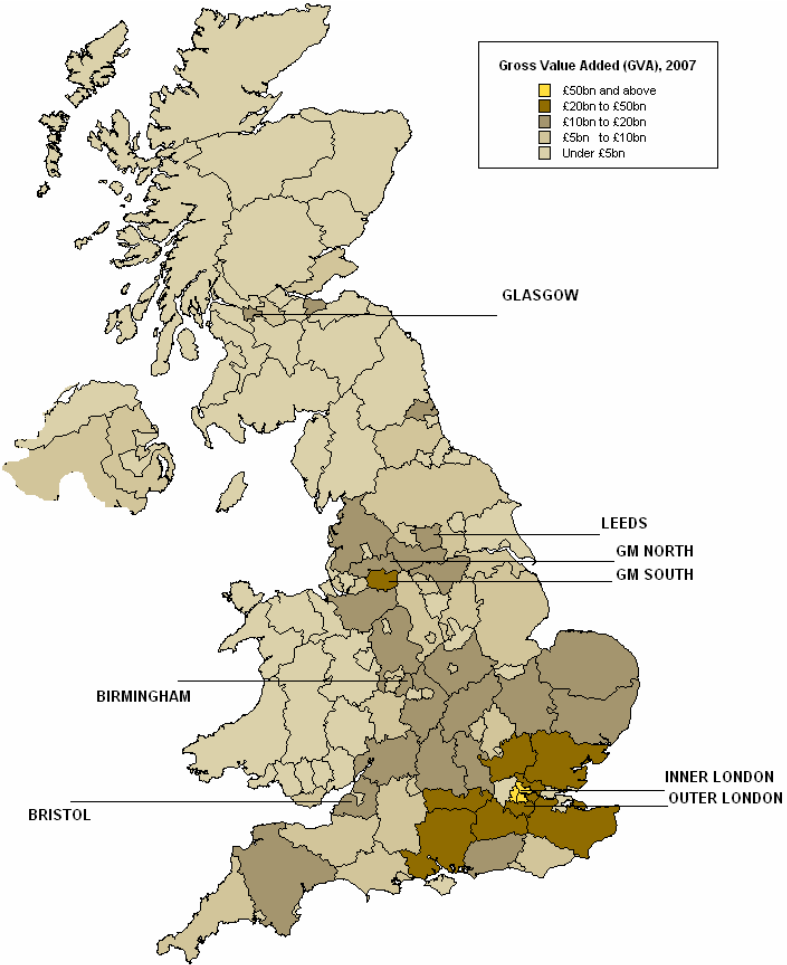 Gross Value Added (GVA), 2007
£50bn and above
£20bn to £50bn
£10bn to £20bn
£5bn to £10bn
Under £5bn
GLASGOW
LEEDS
GM NORTH
GM SOUTH
BIRMINGHAM
INNER LONDON
OUTER LONDON
BRISTOL